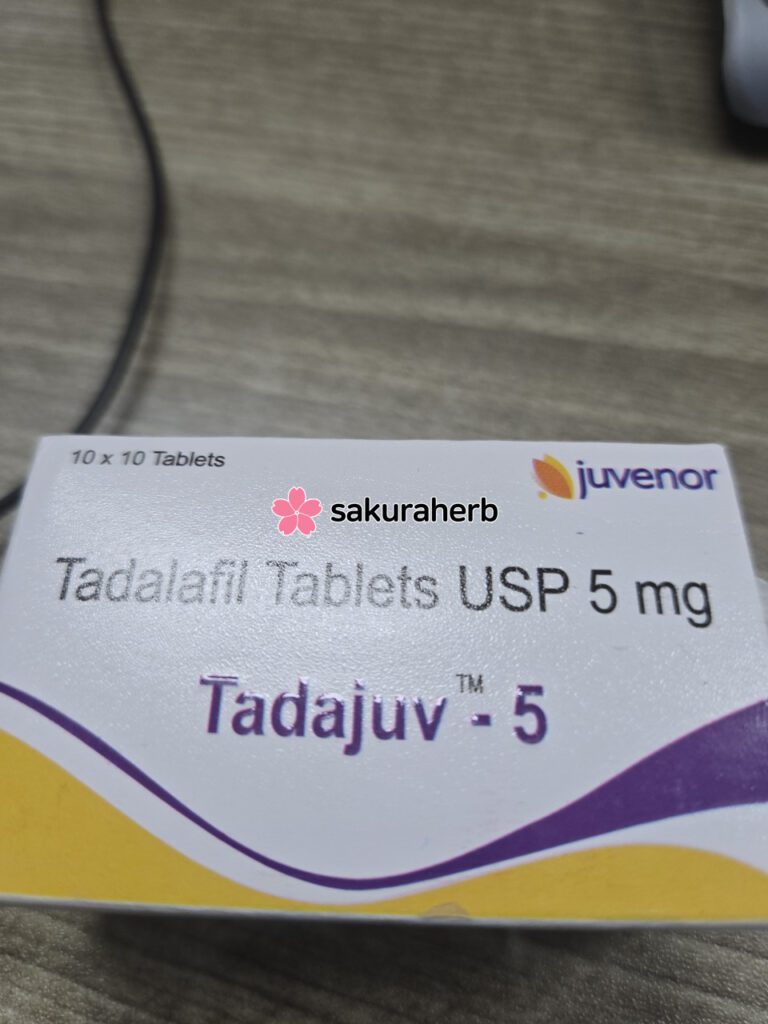 10 x 10 Tablets
juvenor
sakuraherb
Tadalafil Tablets USP 5 mg
Tadajuv™ - 5